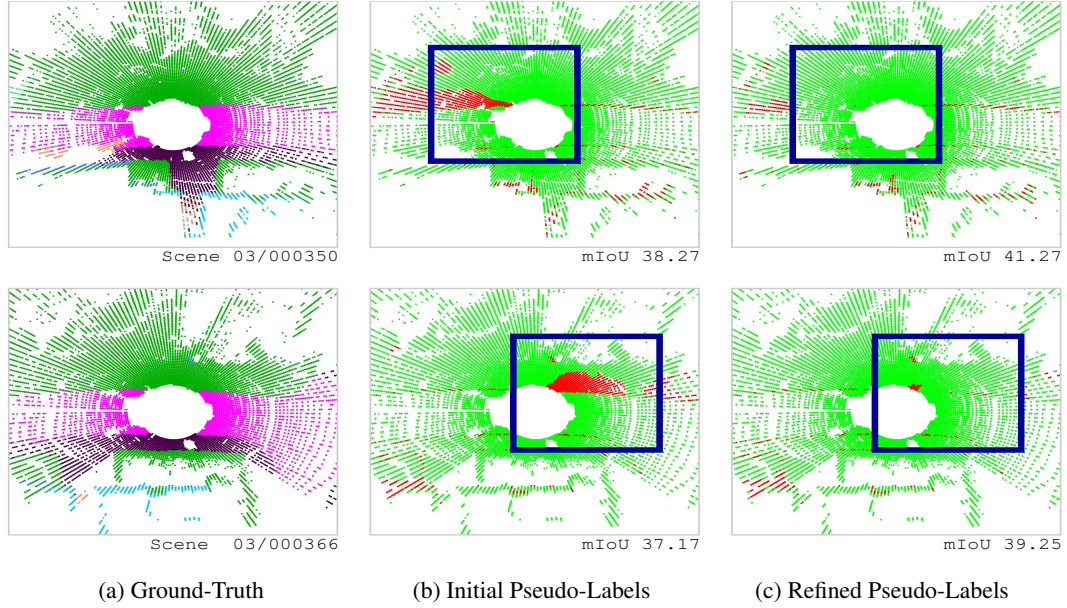 Scene 03/000350
mIoU 38.27
mIoU 41.27
Scene 03/000366
mIoU 37.17
mIoU 39.25
(a) Ground-Truth
(b) Initial Pseudo-Labels
(c) Refined Pseudo-Labels